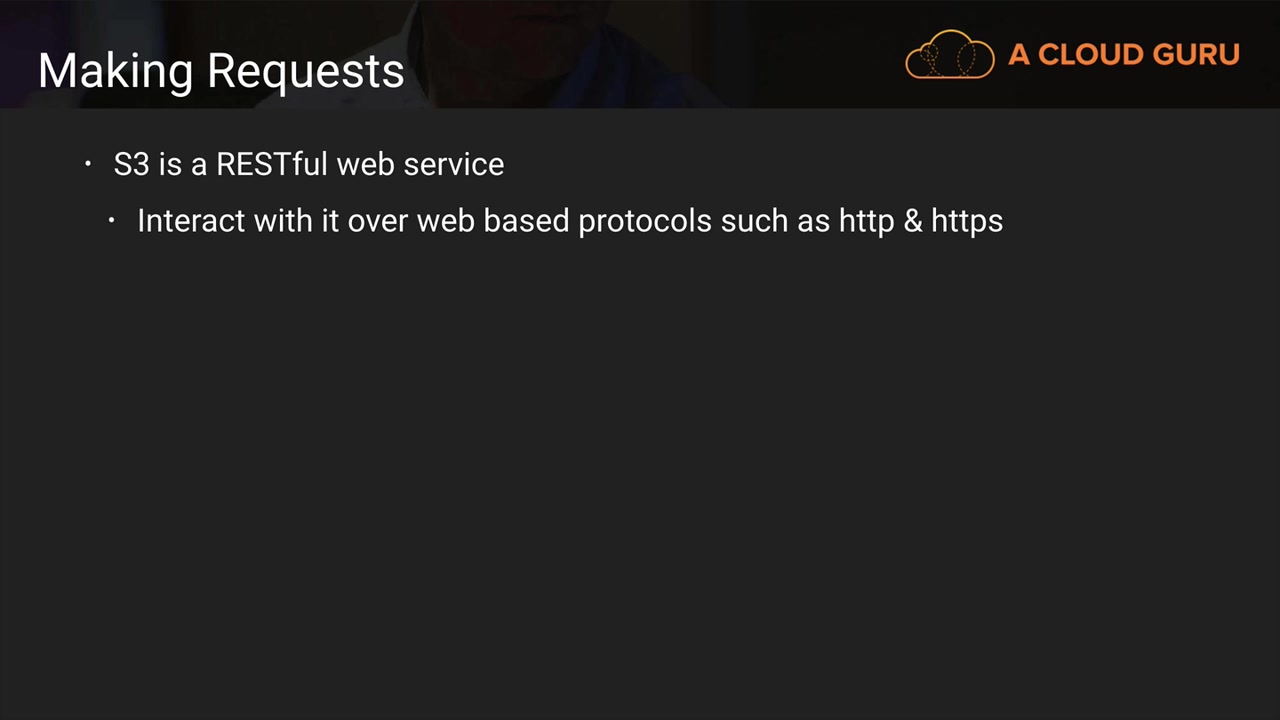 Making Requests
A CLOUD GURU
• S3 is a RESTful web service
• Interact with it over web based protocols such as http & https